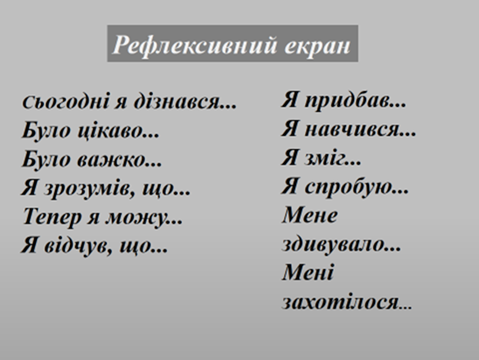 Рефлексивний екран
Сьогодні я дізнався...
Було цікаво...
Було важко...
Я зрозумів, що...
Тепер я можу...
Я відчув, що...
Я придбав...
Я навчився...
Я зміг...
Я спробую...
Мене
здивувало...
Мені
захотілося...